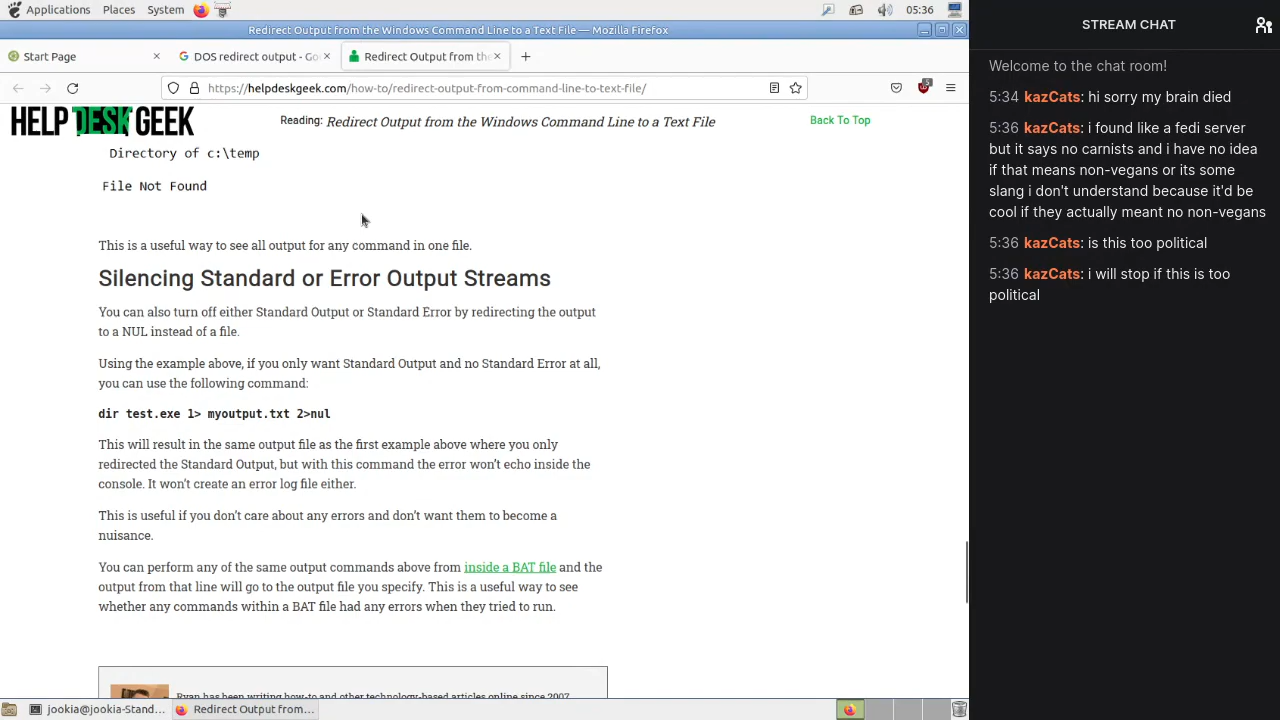 Applications Places System 05:36
Redirect Output from the Windows Command Line to a Text File — Mozilla Firefox
Start Page
DOS redirect output - Go
Redirect Output from th
https://helpdeskgeek.com/how-to/redirect-output-from-command-line-to-text-file/
5
HELP DESK GEEK
Reading: Redirect Output from the Windows Command Line to a Text File
Back To Top
Directory of c:\temp
File Not Found
This is a useful way to see all output for any command in one file.
Silencing Standard or Error Output Streams
You can also turn off either Standard Output or Standard Error by redirecting the output
to a NUL instead of a file.
Using the example above, if you only want Standard Output and no Standard Error at all,
you can use the following command:
dir test.exe 1> myoutput.txt 2>nul
This will result in the same output file as the first example above where you only
redirected the Standard Output, but with this command the error won’t echo inside the
console. It won’t create an error log file either.
This is useful if you don’t care about any errors and don’t want them to become a
nuisance.
You can perform any of the same output commands above from inside a BAT file and the
output from that line will go to the output file you specify. This is a useful way to see
whether any commands within a BAT file had any errors when they tried to run.
Ryan has been writing how-to and other technology-based articles online since 2007.
jookia@jookia-Stand...
Redirect Output from...
STREAM CHAT
Welcome to the chat room!
5:34 kazCats: hi sorry my brain died
5:36 kazCats: i found like a fedi server
but it says no carnists and i have no idea
if that means non-vegans or its some
slang i don't understand because it'd be
cool if they actually meant no non-vegans
5:36 kazCats: is this too political
5:36 kazCats: i will stop if this is too
political